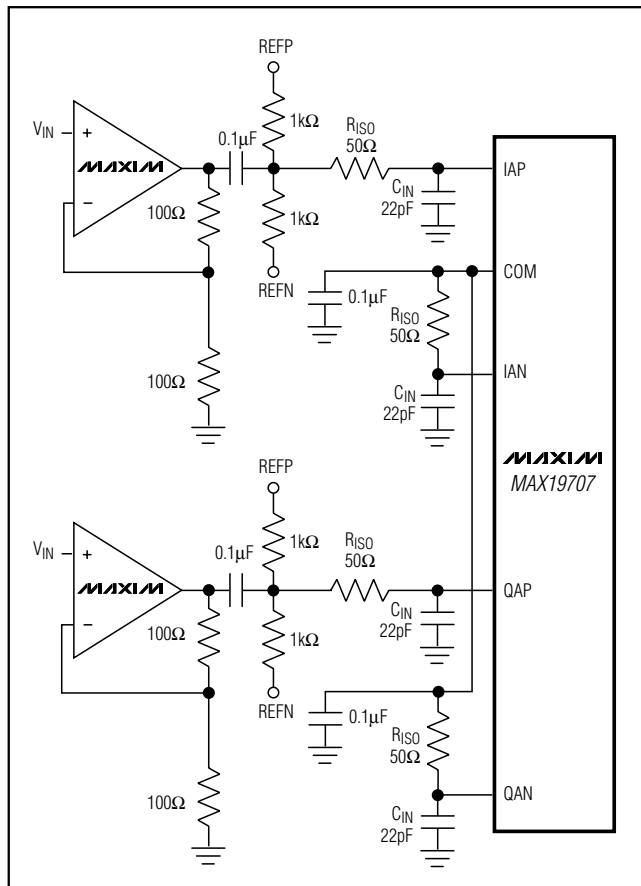 REFP
VIN
+
−
MAXIM
0.1µF
1kΩ
RISO
50Ω
IAP
100Ω
1kΩ
CIN
22pF
REFN
COM
0.1µF
RISO
50Ω
100Ω
IAN
CIN
22pF
MAXIM
MAX19707
REFP
VIN
+
−
MAXIM
0.1µF
1kΩ
RISO
50Ω
QAP
100Ω
1kΩ
CIN
22pF
REFN
0.1µF
RISO
50Ω
100Ω
QAN
CIN
22pF